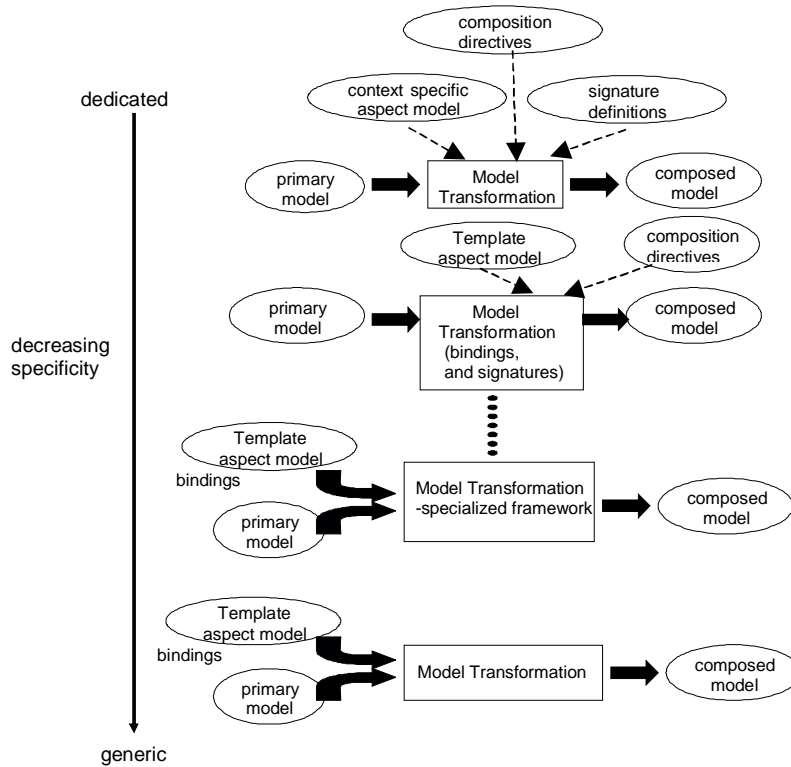 composition
directives
dedicated
context specific
aspect model
signature
definitions
primary
model
Model
Transformation
composed
model
Template
aspect model
composition
directives
primary
model
Model
Transformation
(bindings,
and signatures)
composed
model
decreasing
specificity
Template
aspect model
bindings
primary
model
Model Transformation
-specialized framework
composed
model
Template
aspect model
bindings
primary
model
Model Transformation
composed
model
generic